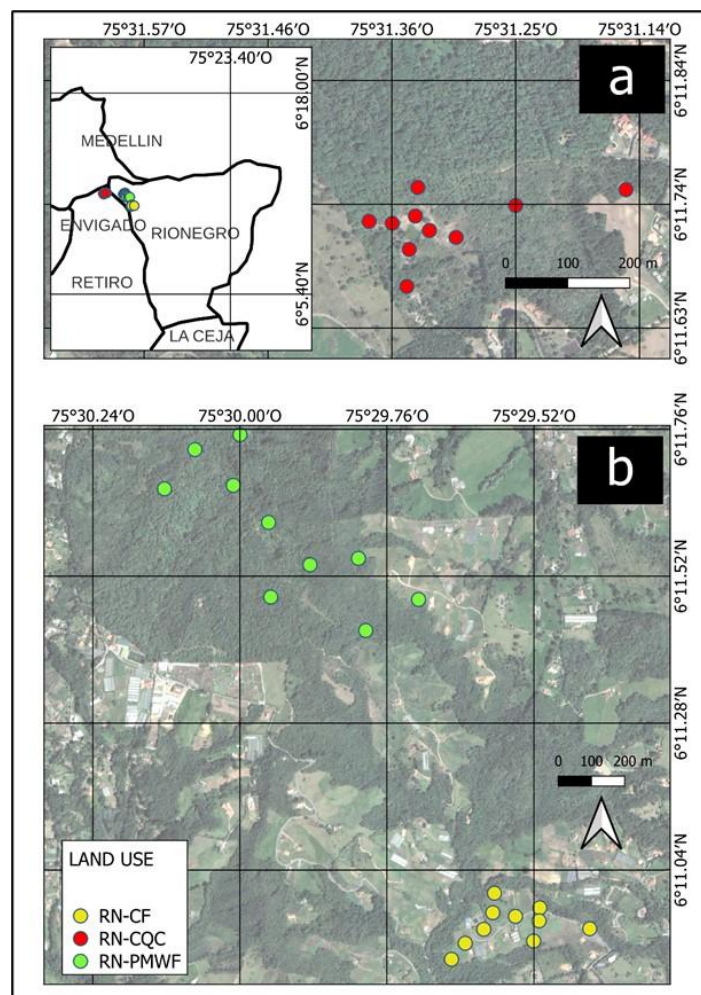 75°31.57′O 75°31.46′O 75°31.36′O 75°31.25′O 75°31.14′O
75°23.40′O
6°18.00′N
6°5.40′N
MEDELLIN
ENVIGADO
RIONEGRO
RETIRO
LA CEJA
a
6°11.84′N
6°11.74′N
6°11.63′N
0 100 200 m
75°30.24′O 75°30.00′O 75°29.76′O 75°29.52′O
b
6°11.76′N
6°11.52′N
6°11.28′N
6°11.04′N
0 100 200 m
LAND USE
RN-CF
RN-CQC
RN-PMWF